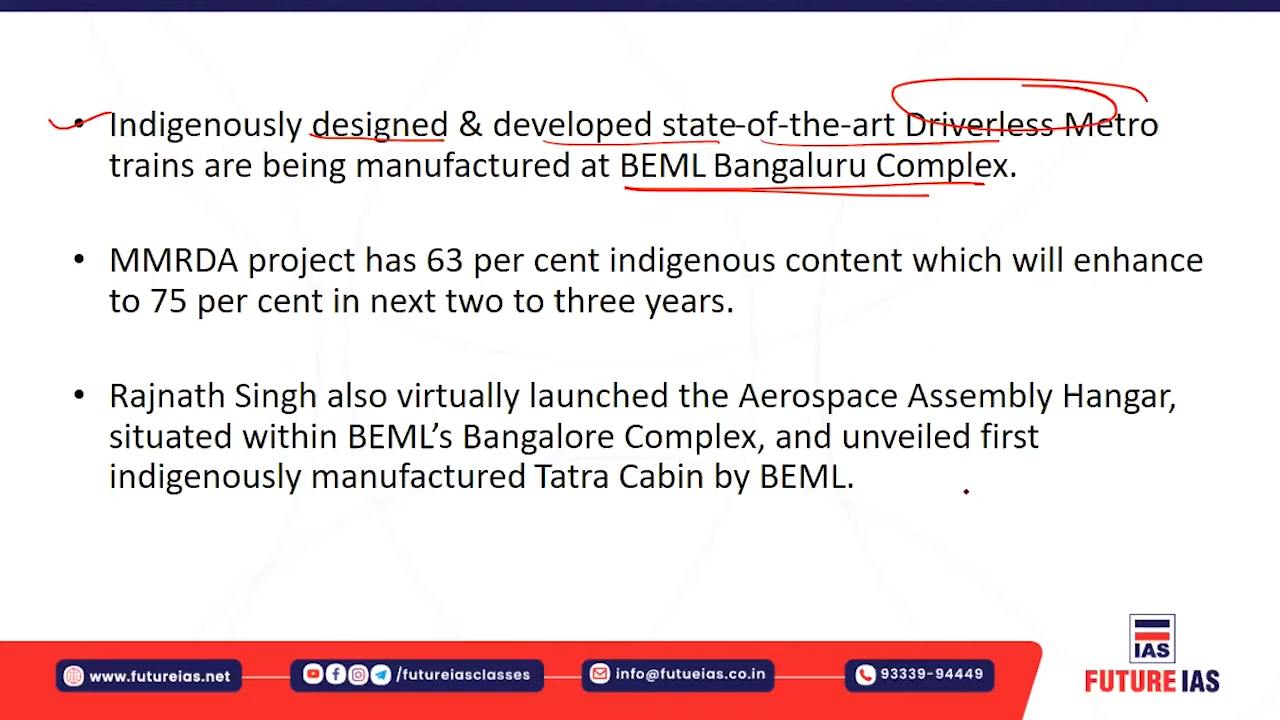 • Indigenously designed & developed state-of-the-art Driverless Metro
trains are being manufactured at BEML Bangaluru Complex.
• MMRDA project has 63 per cent indigenous content which will enhance
to 75 per cent in next two to three years.
• Rajnath Singh also virtually launched the Aerospace Assembly Hangar,
situated within BEML’s Bangalore Complex, and unveiled first
indigenously manufactured Tatra Cabin by BEML.
www.futureias.net
/futureiasclasses
info@futueias.co.in
93339-94449
IAS
FUTURE IAS